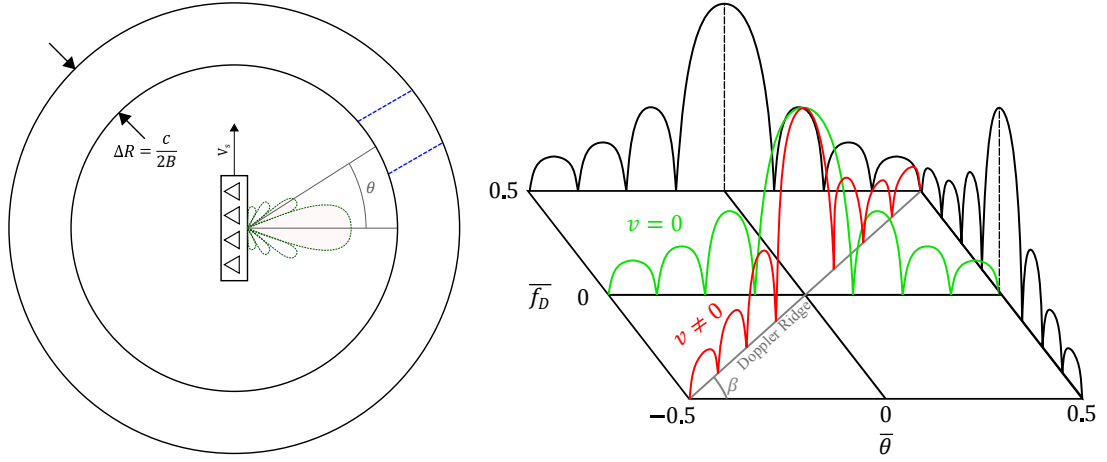 V_s
ΔR = c/2B
θ
0.5
v = 0
f_D
0
v ≠ 0
Doppler Ridge
β
−0.5
0
0.5
θ